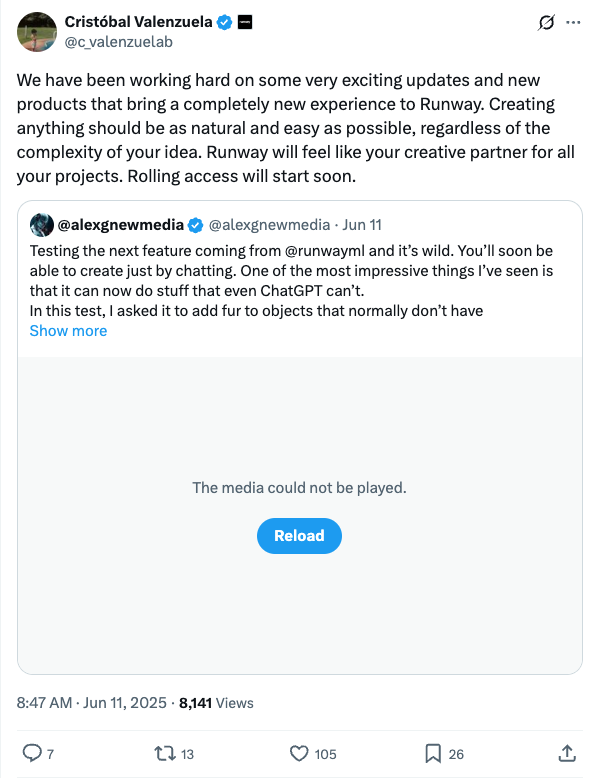 Cristóbal Valenzuela
@c_valenzuelab
We have been working hard on some very exciting updates and new
products that bring a completely new experience to Runway. Creating
anything should be as natural and easy as possible, regardless of the
complexity of your idea. Runway will feel like your creative partner for all
your projects. Rolling access will start soon.
@alexgnewmedia @alexgnewmedia · Jun 11
Testing the next feature coming from @runwayml and it’s wild. You’ll soon be
able to create just by chatting. One of the most impressive things I’ve seen is
that it can now do stuff that even ChatGPT can’t.
In this test, I asked it to add fur to objects that normally don’t have
Show more
The media could not be played.
Reload
8:47 AM · Jun 11, 2025 · 8,141 Views
7 13 105 26